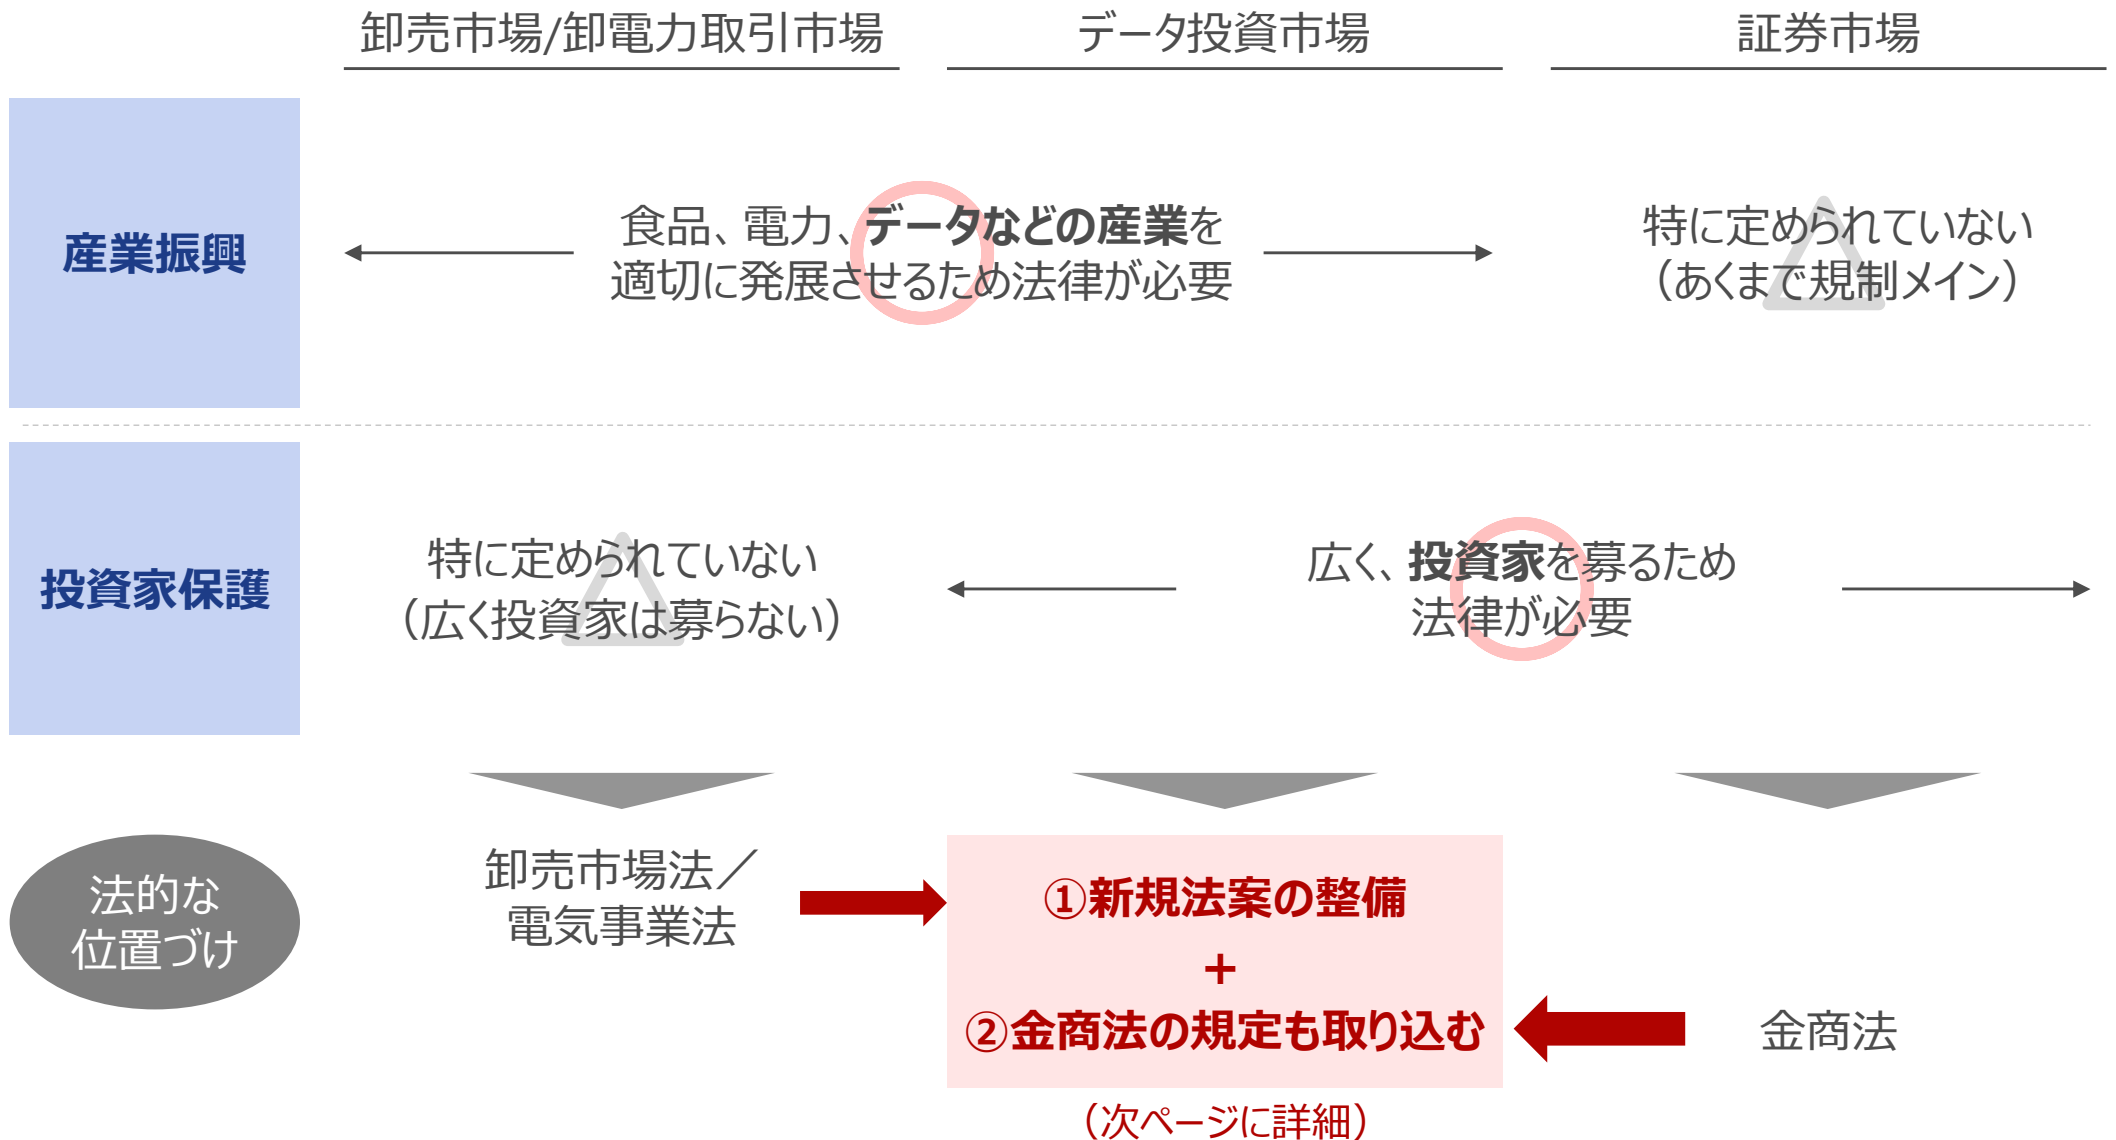 卸売市場/卸電力取引市場
データ投資市場
証券市場
産業振興
食品、電力、データなどの産業を
適切に発展させるため法律が必要
特に定められていない
（あくまで規制メイン）
投資家保護
特に定められていない
（広く投資家は募らない）
広く、投資家を募るため
法律が必要
法的な
位置づけ
卸売市場法／
電気事業法
①新規法案の整備
+
②金商法の規定も取り込む
金商法
（次ページに詳細）